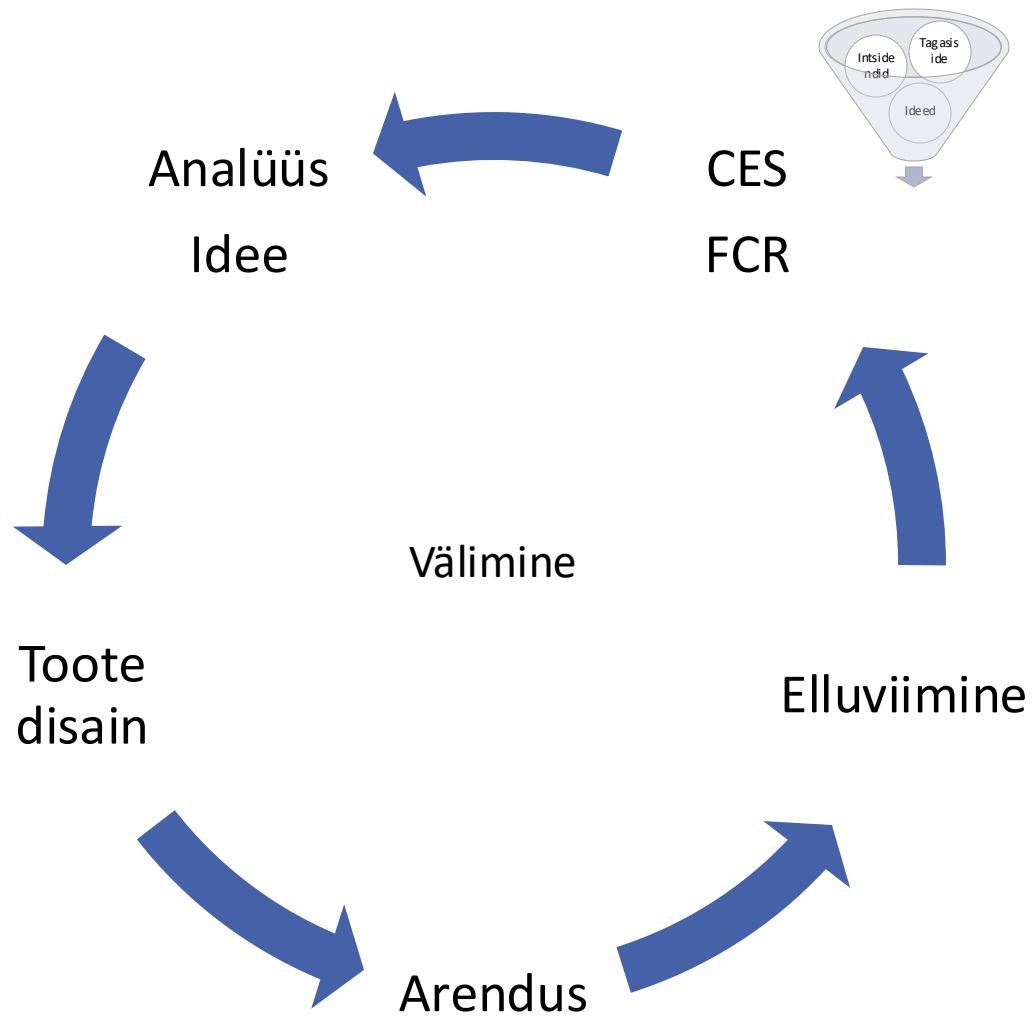 Intside
ndid
Tagasis
ide
Ideed
Analüüs
Idee
CES
FCR
Välimine
Toote
disain
Elluviimine
Arendus